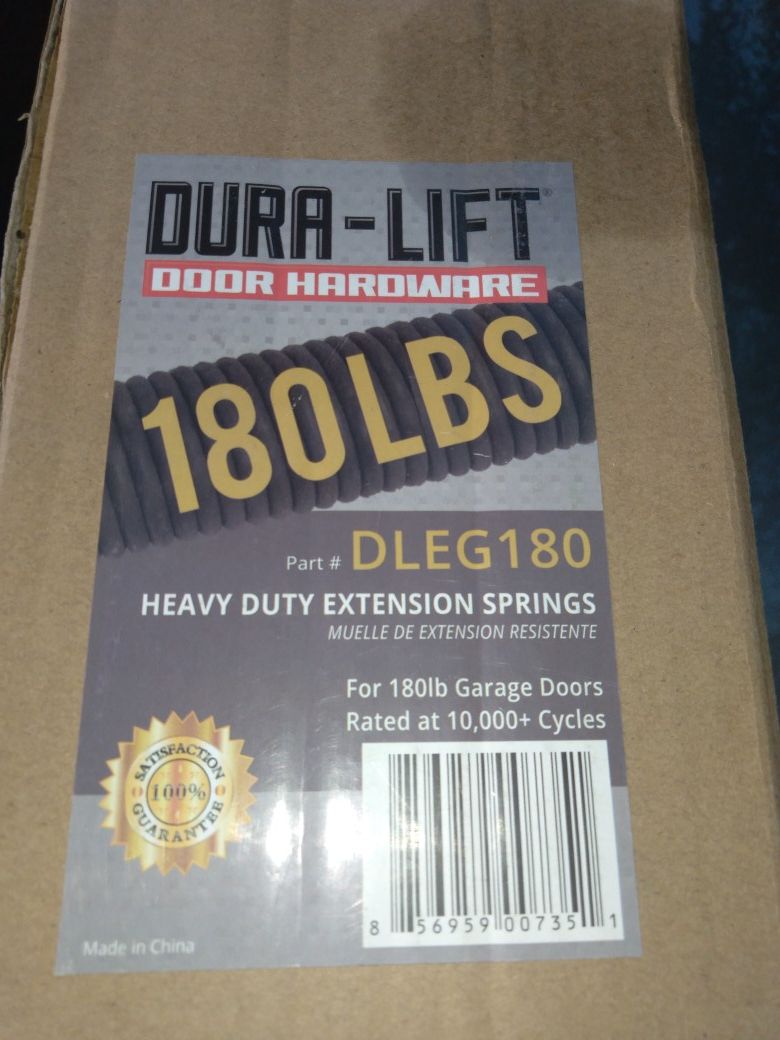 DURA-LIFT®
DOOR HARDWARE
180LBS
Part # DLEG180
HEAVY DUTY EXTENSION SPRINGS
MUELLE DE EXTENSION RESISTENTE
For 180lb Garage Doors
Rated at 10,000+ Cycles
SATISFACTION
100%
GUARANTEE
8 56959 00735 1
Made in China